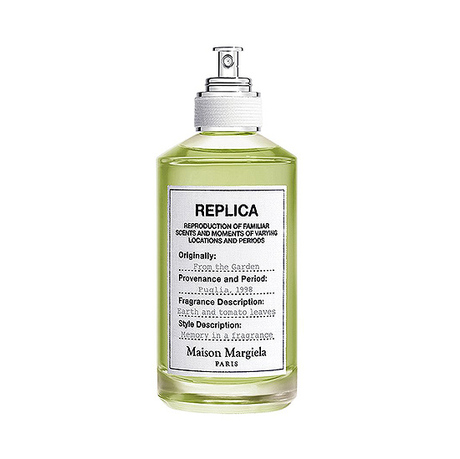 REPLICA
REPRODUCTION OF FAMILIAR
SCENTS AND MOMENTS OF VARYING
LOCATIONS AND PERIODS
Originally:
From the Garden
Provenance and Period:
Puglia, 1998
Fragrance Description:
Earth and tomato leaves
Style Description:
Memory in a fragrance
Maison Margiela
PARIS